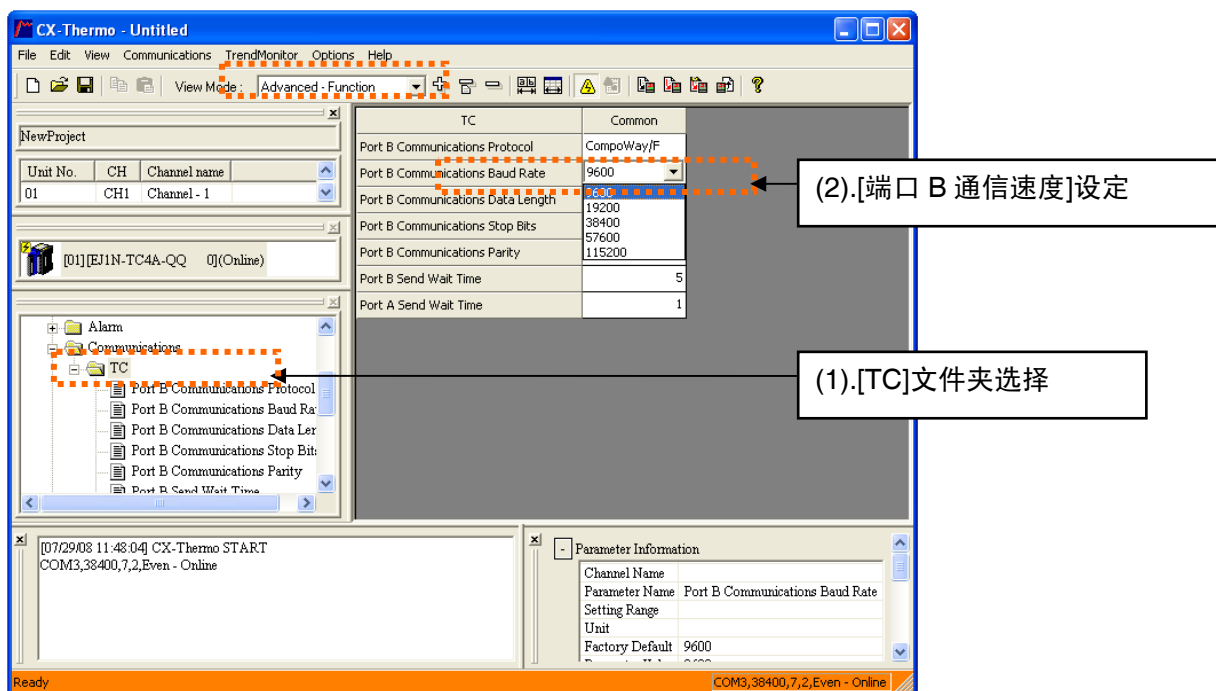 CX-Thermo - Untitled
File Edit View Communications TrendMonitor Options Help
View Mode : Advanced - Function
NewProject
Unit No. CH Channel name
01 CH1 Channel - 1
[01][EJ1N-TC4A-QQ 0](Online)
Alarm
Communications
TC
Port B Communications Protocol
Port B Communications Baud Ra
Port B Communications Data Ler
Port B Communications Stop Bit
Port B Communications Parity
Port B Send Wait Time
TC Common
Port B Communications Protocol CompoWay/F
Port B Communications Baud Rate 9600
Port B Communications Data Length
Port B Communications Stop Bits
Port B Communications Parity
9600
19200
38400
57600
115200
Port B Send Wait Time 5
Port A Send Wait Time 1
(2).[端口 B 通信速度]设定
(1).[TC]文件夹选择
[07/29/08 11:48:04] CX-Thermo START
COM3,38400,7,2,Even - Online
Parameter Information
Channel Name
Parameter Name Port B Communications Baud Rate
Setting Range
Unit
Factory Default 9600
Ready
COM3,38400,7,2,Even - Online